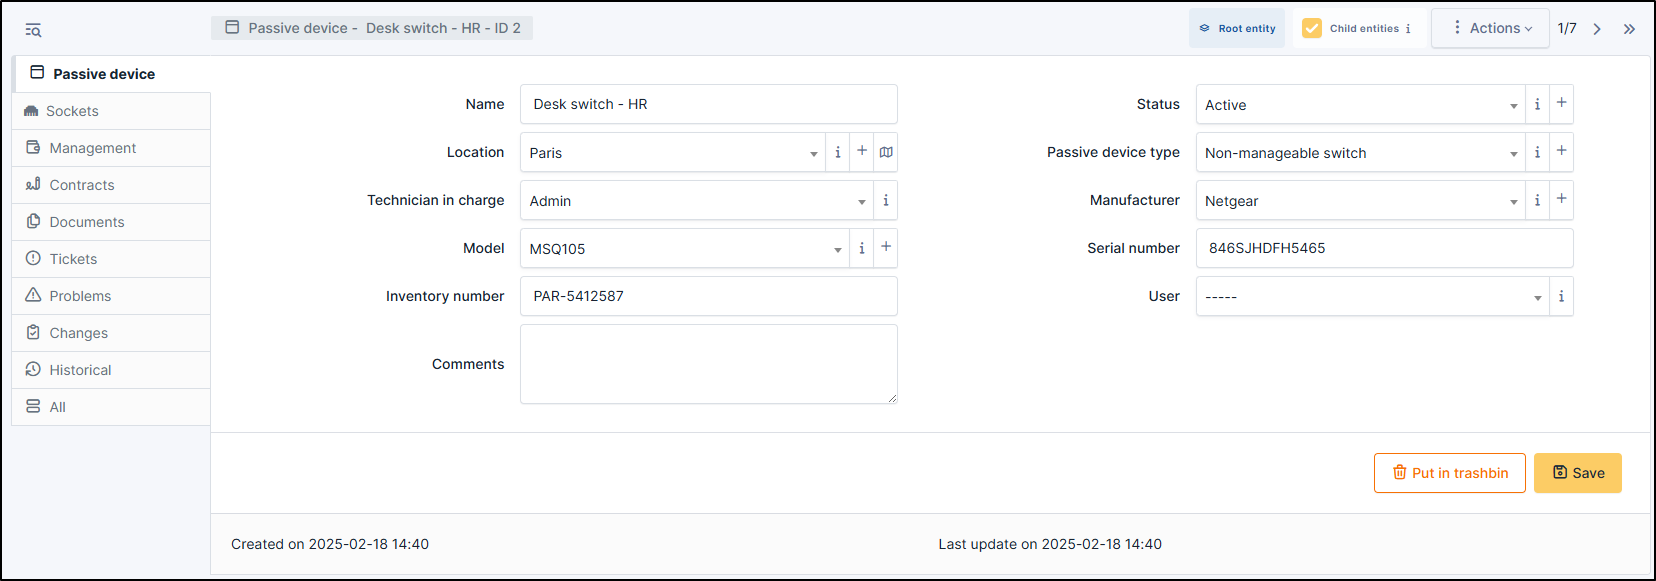 Passive device - Desk switch - HR - ID 2
Root entity
Child entities i
Actions
1/7
Passive device
Sockets
Management
Contracts
Documents
Tickets
Problems
Changes
Historical
All
Name Desk switch - HR
Status Active
Location Paris
Passive device type Non-manageable switch
Technician in charge Admin
Manufacturer Netgear
Model MSQ105
Serial number 846SJHDFH5465
Inventory number PAR-5412587
User -----
Comments
Put in trashbin
Save
Created on 2025-02-18 14:40
Last update on 2025-02-18 14:40